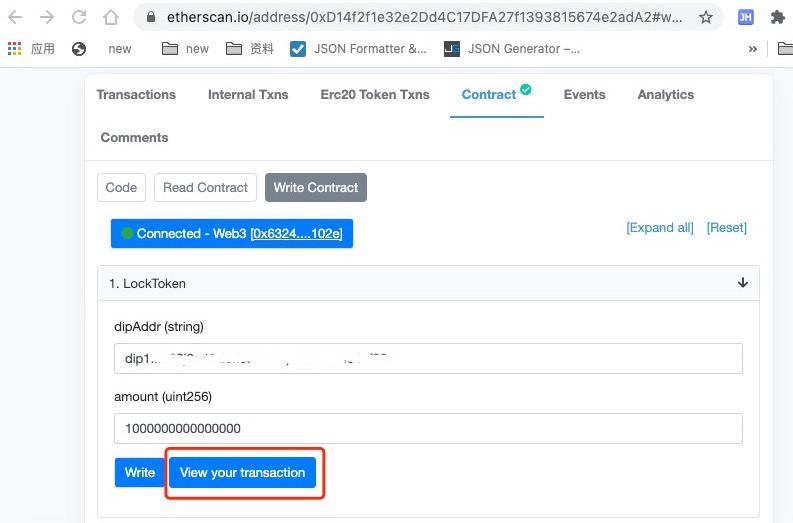 etherscan.io/address/0xD14f2f1e32e2Dd4C17DFA27f1393815674e2adA2#w...
JH
应用
new
new
资料
JSON Formatter &...
JS
JSON Generator –...
»
Transactions
Internal Txns
Erc20 Token Txns
Contract
Events
Analytics
Comments
Code
Read Contract
Write Contract
Connected - Web3 [0x6324....102e]
[Expand all]
[Reset]
1. LockToken
dipAddr (string)
dip1...
amount (uint256)
1000000000000000
Write
View your transaction